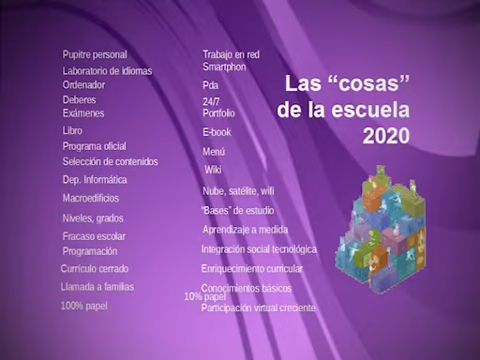 Las “cosas”
de la escuela
2020
Pupitre personal
Laboratorio de idiomas
Ordenador
Deberes
Exámenes
Libro
Programa oficial
Selección de contenidos
Dep. Informática
Macroedificios
Niveles, grados
Fracaso escolar
Programación
Currículo cerrado
Llamada a familias
100% papel
Trabajo en red
Smartphon
Pda
24/7
Portfolio
E-book
Menú
Wiki
Nube, satélite, wifi
“Bases” de estudio
Aprendizaje a medida
Integración social tecnológica
Enriquecimiento curricular
Conocimientos básicos
10% papel
Participación virtual creciente